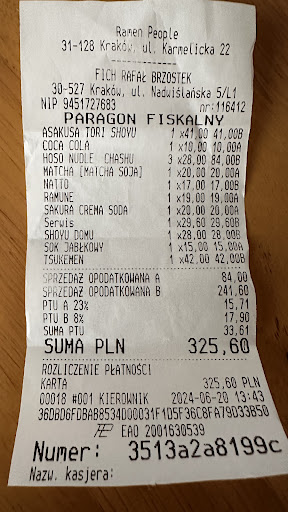 Ramen People
31-128 Kraków, ul. Karmelicka 22
FICH RAFAŁ BRZOSTEK
30-527 Kraków, ul. Nadwiślańska 5/L1
NIP 9451727683 nr:116412
PARAGON FISKALNY
ASAKUSA TORI SHOYU 1 x41,00 41,00B
COCA COLA 1 x10,00 10,00A
HOSO NUDLE CHASHU 3 x28,00 84,00B
MATCHA [MATCHA SOJA] 1 x20,00 20,00A
NATTO 1 x17,00 17,00B
RAMUNE 1 x19,00 19,00A
SAKURA CREMA SODA 1 x20,00 20,00A
Serwis 1 x29,60 29,60B
SHOYU DOMU 1 x28,00 28,00B
SOK JABŁKOWY 1 x15,00 15,00A
TSUKEMEN 1 x42,00 42,00B
SPRZEDAŻ OPODATKOWANA A 84,00
SPRZEDAŻ OPODATKOWANA B 241,60
PTU A 23% 15,71
PTU B 8% 17,90
SUMA PTU 33,61
SUMA PLN 325,60
ROZLICZENIE PŁATNOŚCI
KARTA 325,60 PLN
00018 #001 KIEROWNIK 2024-06-20 13:43
36DBD6FDBAB8534D00031F1D5F36C8FA79D33B50
EAO 2001630539
Numer: 3513a2a8199c
Nazw. kasjera: